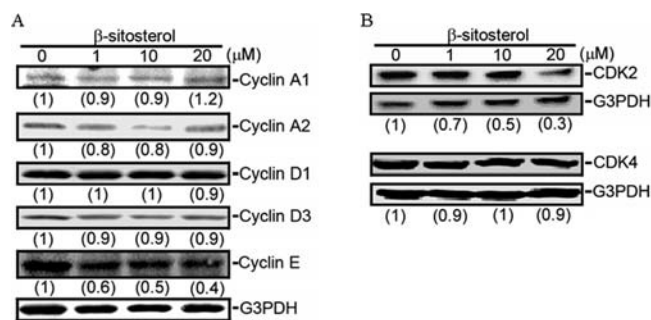 A
β-sitosterol
0 1 10 20 (μM)
Cyclin A1
(1) (0.9) (0.9) (1.2)
Cyclin A2
(1) (0.8) (0.8) (0.9)
Cyclin D1
(1) (1) (1) (0.9)
Cyclin D3
(1) (0.9) (0.9) (0.9)
Cyclin E
(1) (0.6) (0.5) (0.4)
G3PDH
B
β-sitosterol
0 1 10 20 (μM)
CDK2
G3PDH
(1) (0.7) (0.5) (0.3)
CDK4
G3PDH
(1) (0.9) (1) (0.9)